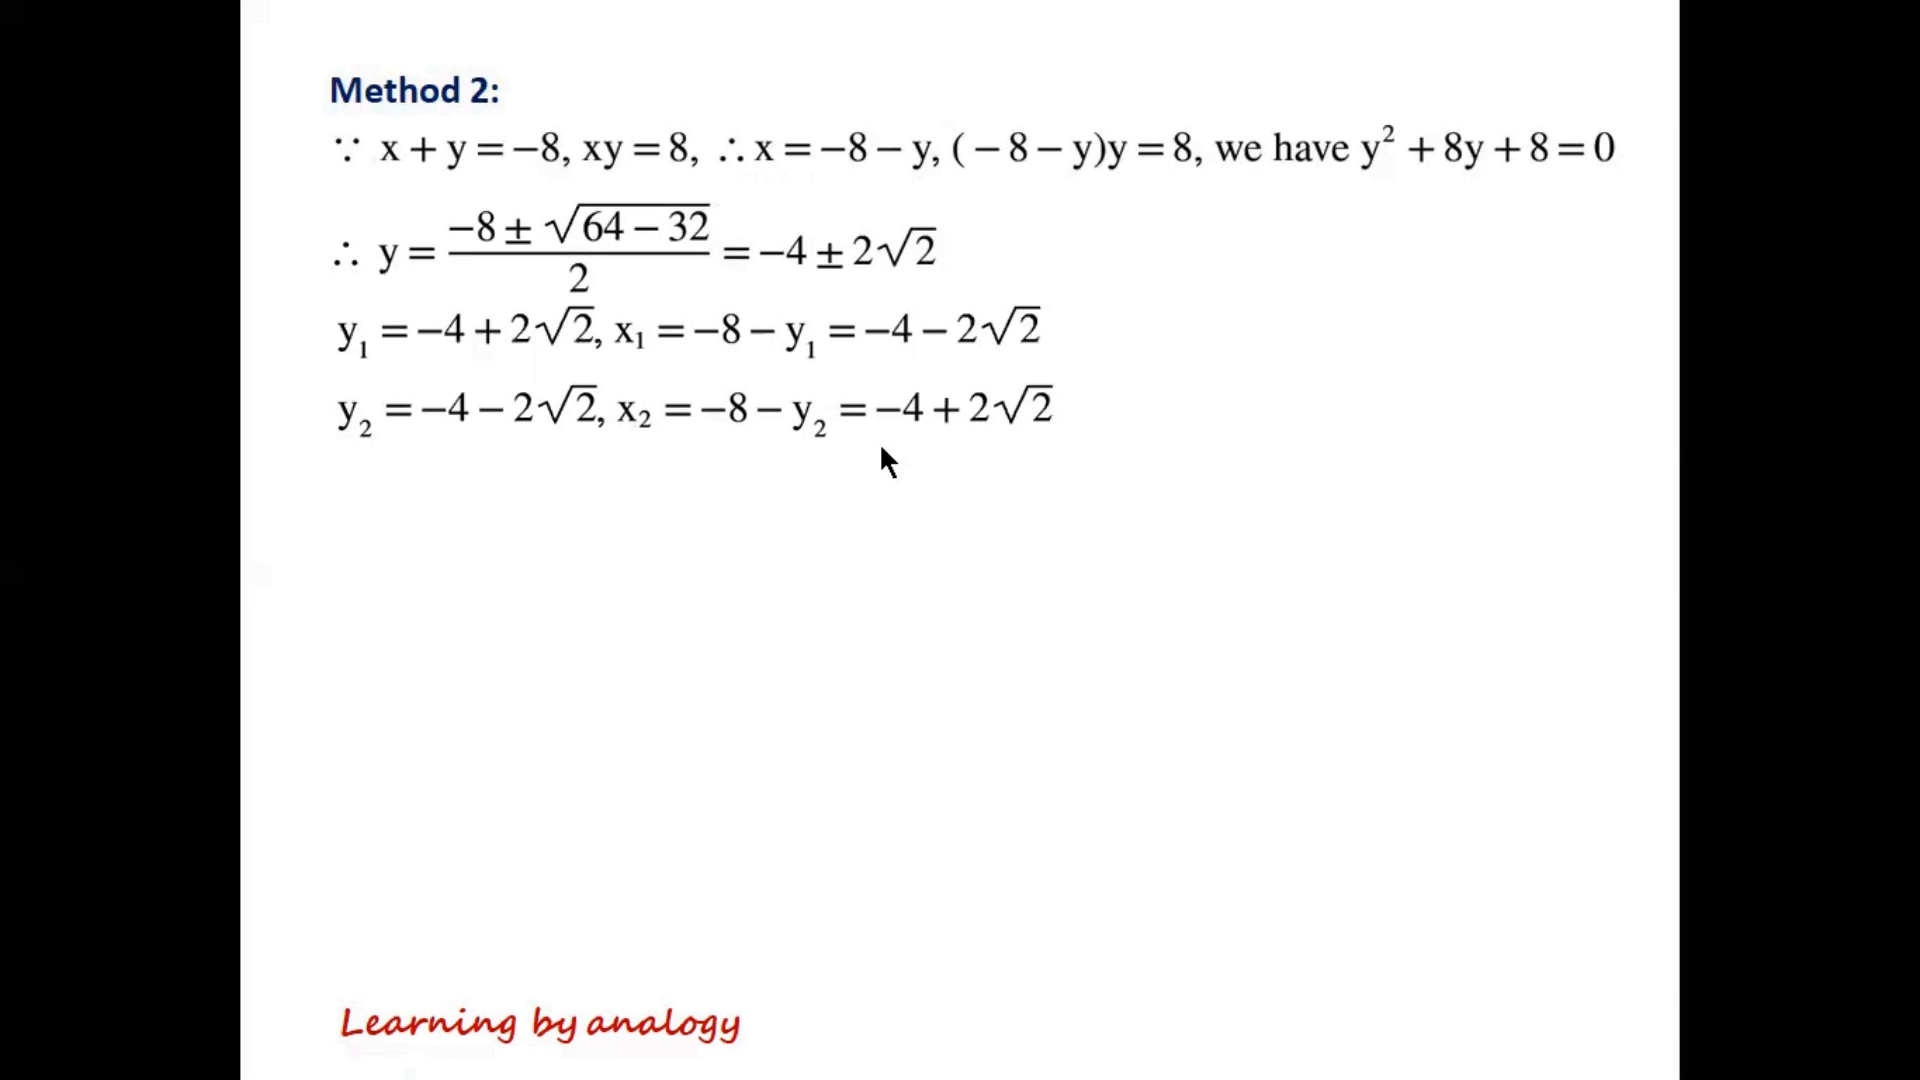 Method 2:
∵ x + y = −8, xy = 8, ∴ x = −8 − y, (−8 − y)y = 8, we have y² + 8y + 8 = 0
∴ y = (−8 ± √(64 − 32))/2 = −4 ± 2√2
y₁ = −4 + 2√2, x₁ = −8 − y₁ = −4 − 2√2
y₂ = −4 − 2√2, x₂ = −8 − y₂ = −4 + 2√2
Learning by analogy